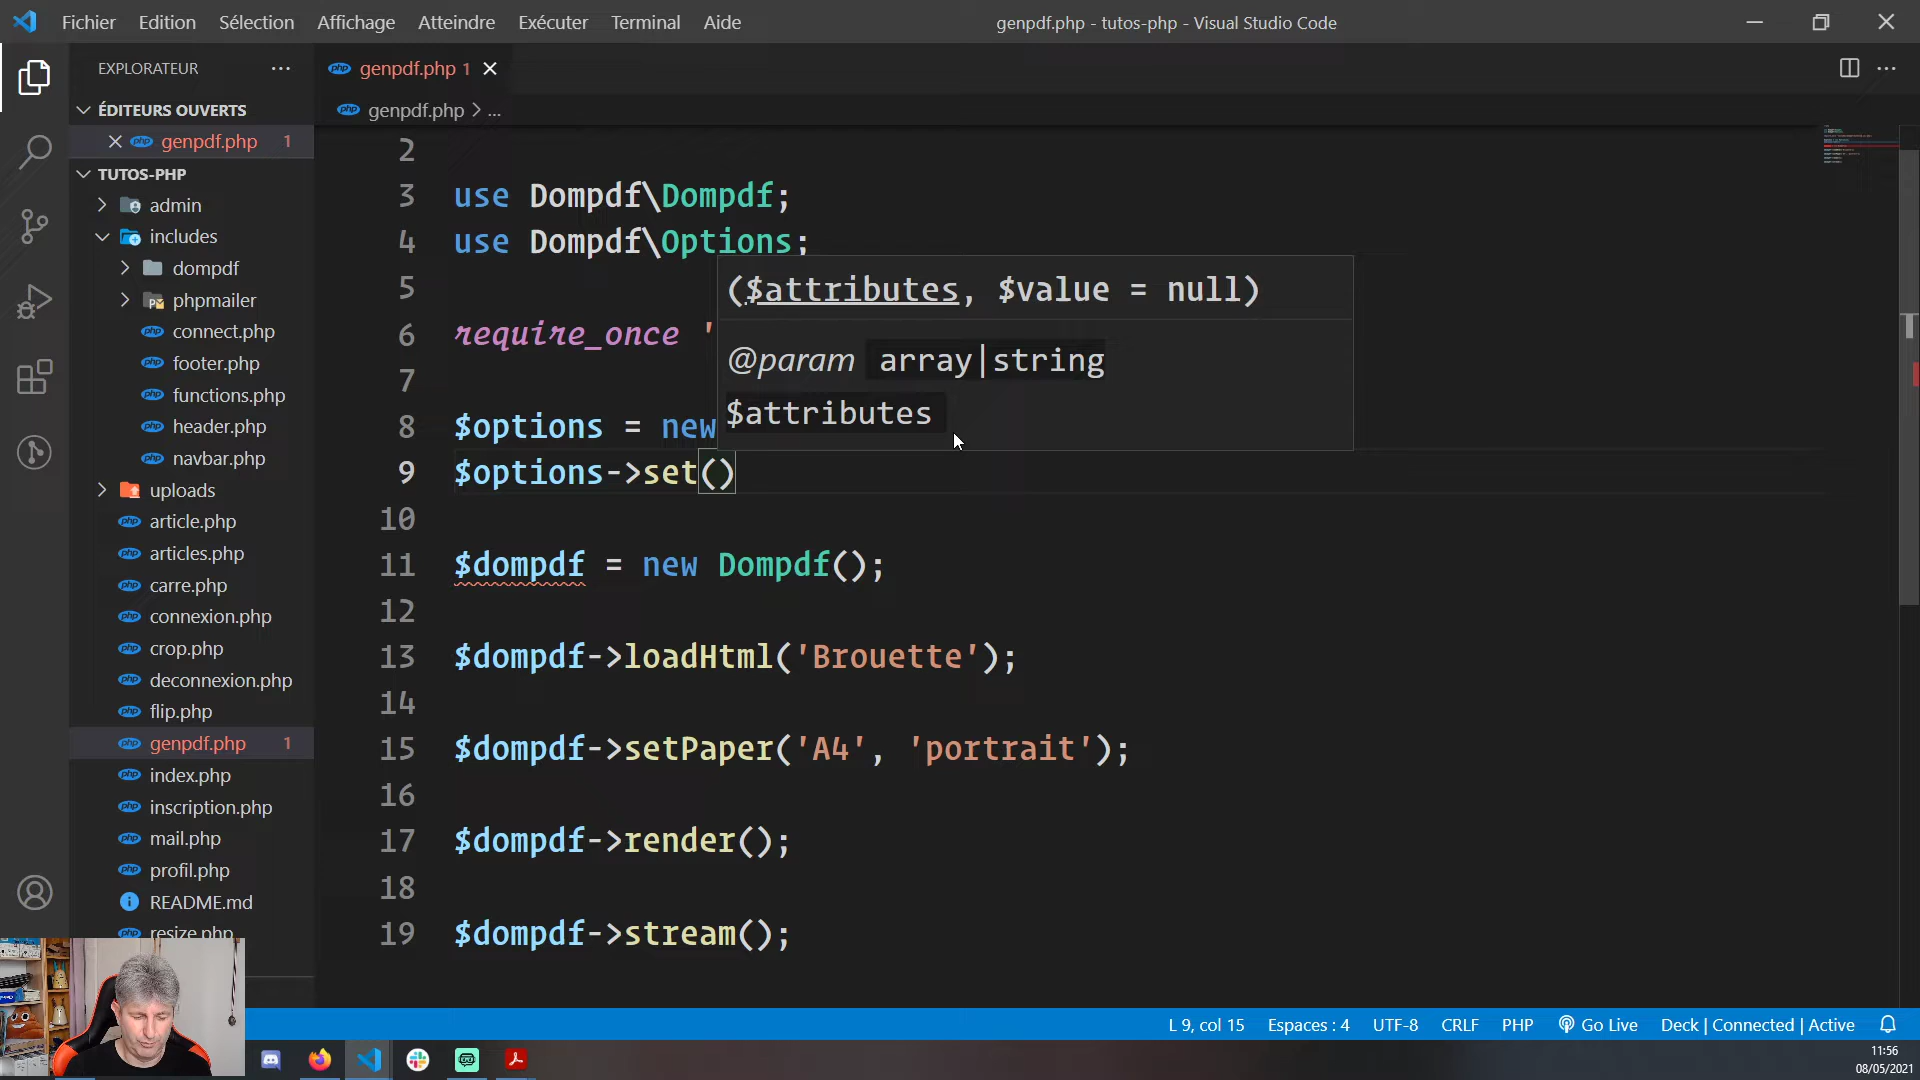 Fichier Edition Sélection Affichage Atteindre Exécuter Terminal Aide
genpdf.php - tutos-php - Visual Studio Code
EXPLORATEUR
genpdf.php 1
ÉDITEURS OUVERTS
genpdf.php > ...
genpdf.php 1
TUTOS-PHP
admin
includes
dompdf
phpmailer
connect.php
footer.php
functions.php
header.php
navbar.php
uploads
article.php
articles.php
carre.php
connexion.php
crop.php
deconnexion.php
flip.php
genpdf.php 1
index.php
inscription.php
mail.php
profil.php
README.md
resize.php
2
3 use Dompdf\Dompdf;
4 use Dompdf\Options;
5
($attributes, $value = null)
6 require_once '
@param array|string
7
$attributes
8 $options = new
9 $options->set()
10
11 $dompdf = new Dompdf();
12
13 $dompdf->loadHtml('Brouette');
14
15 $dompdf->setPaper('A4', 'portrait');
16
17 $dompdf->render();
18
19 $dompdf->stream();
L 9, col 15 Espaces : 4 UTF-8 CRLF PHP Go Live Deck | Connected | Active
11:56
08/05/2021